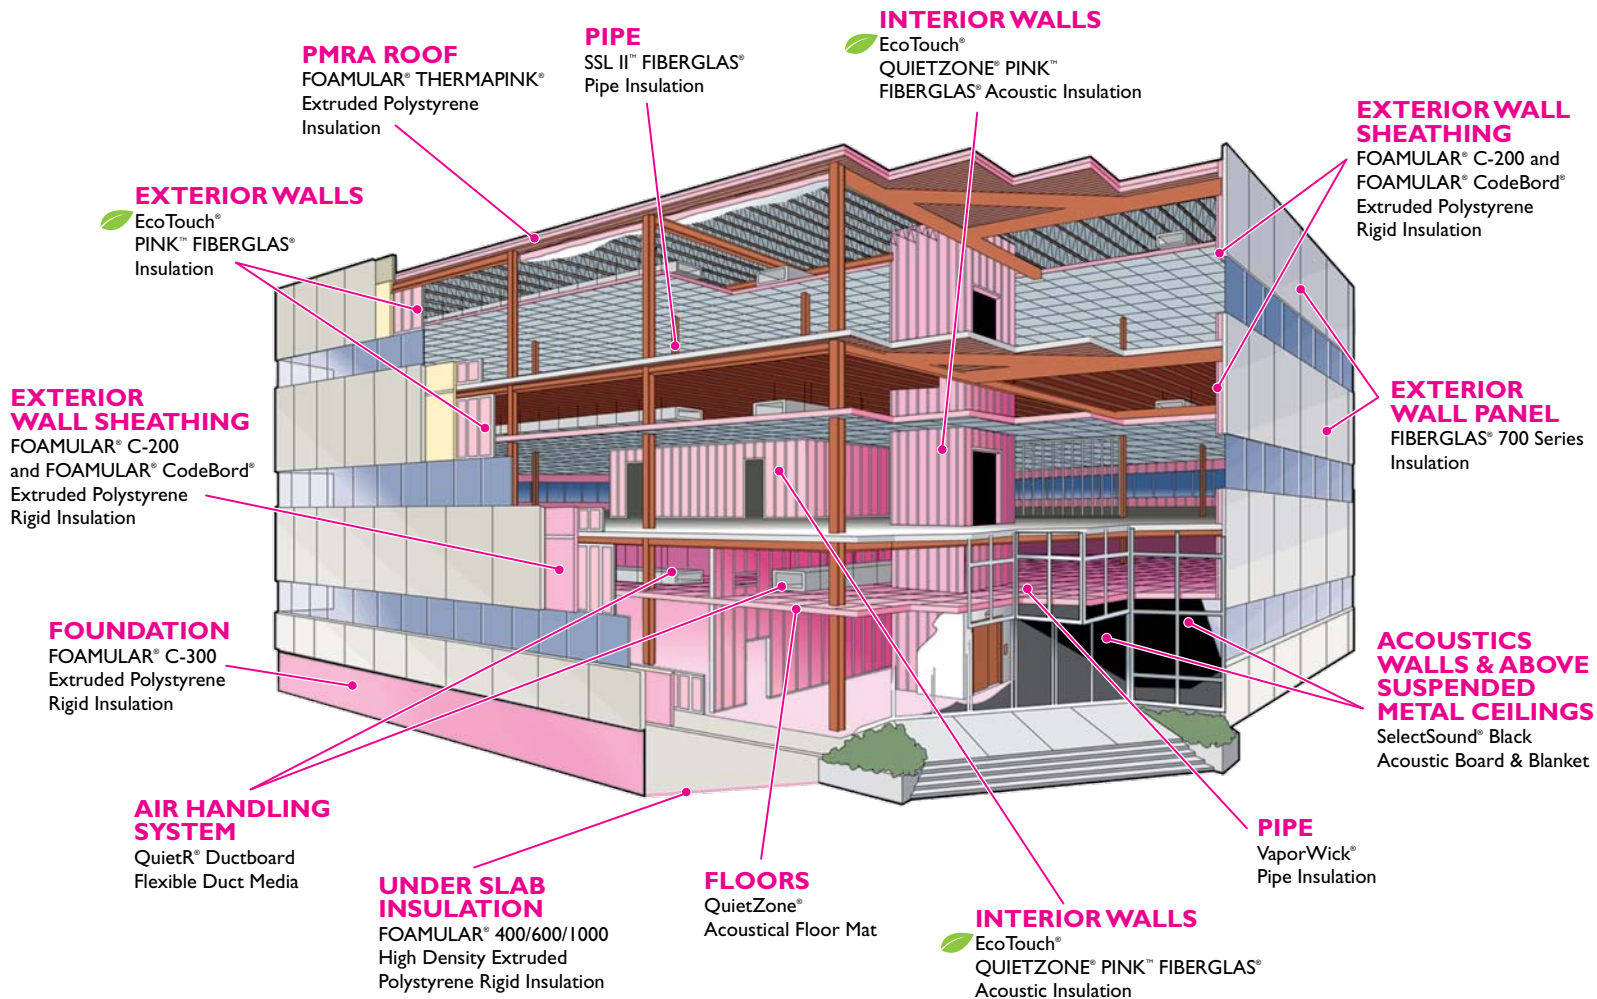 INTERIOR WALLS
EcoTouch®
QUIETZONE® PINK™
FIBERGLAS® Acoustic Insulation
PIPE
SSL II™ FIBERGLAS®
Pipe Insulation
PMRA ROOF
FOAMULAR® THERMAPINK®
Extruded Polystyrene
Insulation
EXTERIOR WALL
SHEATHING
FOAMULAR® C-200 and
FOAMULAR® CodeBord®
Extruded Polystyrene
Rigid Insulation
EXTERIOR WALLS
EcoTouch®
PINK™ FIBERGLAS®
Insulation
EXTERIOR
WALL PANEL
FIBERGLAS® 700 Series
Insulation
EXTERIOR
WALL SHEATHING
FOAMULAR® C-200
and FOAMULAR® CodeBord®
Extruded Polystyrene
Rigid Insulation
FOUNDATION
FOAMULAR® C-300
Extruded Polystyrene
Rigid Insulation
ACOUSTICS
WALLS & ABOVE
SUSPENDED
METAL CEILINGS
SelectSound® Black
Acoustic Board & Blanket
AIR HANDLING
SYSTEM
QuietR® Ductboard
Flexible Duct Media
UNDER SLAB
INSULATION
FOAMULAR® 400/600/1000
High Density Extruded
Polystyrene Rigid Insulation
FLOORS
QuietZone®
Acoustical Floor Mat
PIPE
VaporWick®
Pipe Insulation
INTERIOR WALLS
EcoTouch®
QUIETZONE® PINK™ FIBERGLAS®
Acoustic Insulation